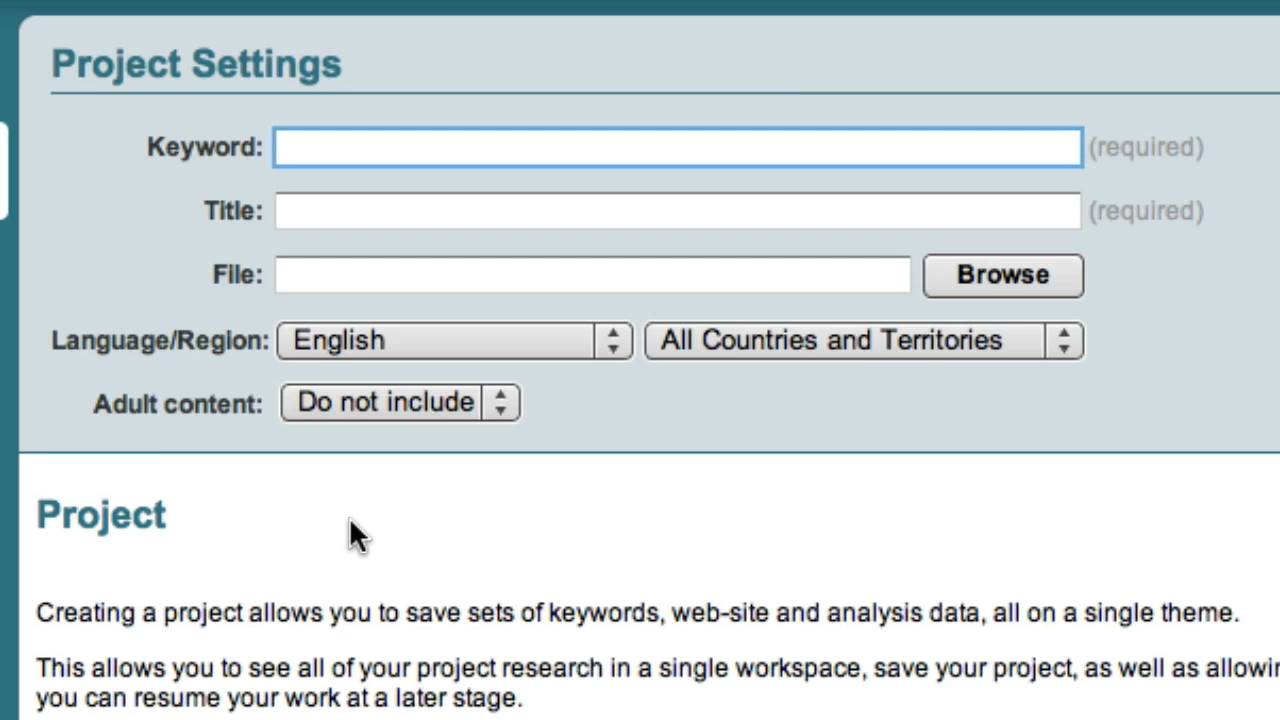 Project Settings
Keyword: (required)
Title: (required)
File: Browse
Language/Region: English All Countries and Territories
Adult content: Do not include
Project
Creating a project allows you to save sets of keywords, web-site and analysis data, all on a single theme.
This allows you to see all of your project research in a single workspace, save your project, as well as
you can resume your work at a later stage.